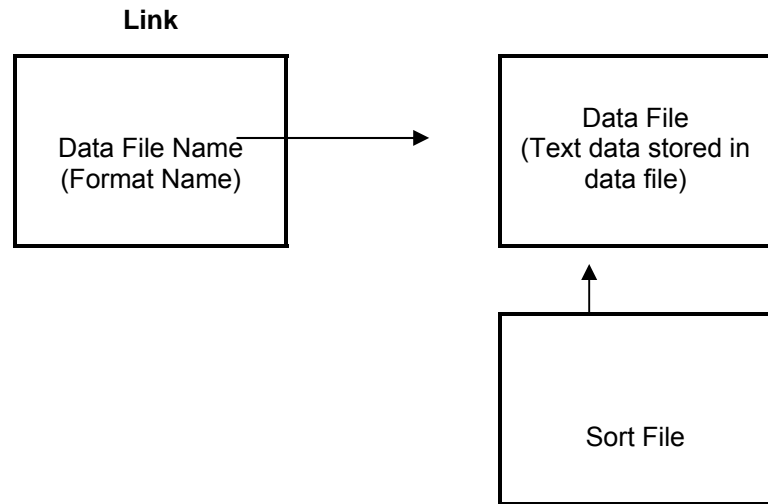 Link
Data File Name
(Format Name)
Data File
(Text data stored in
data file)
Sort File